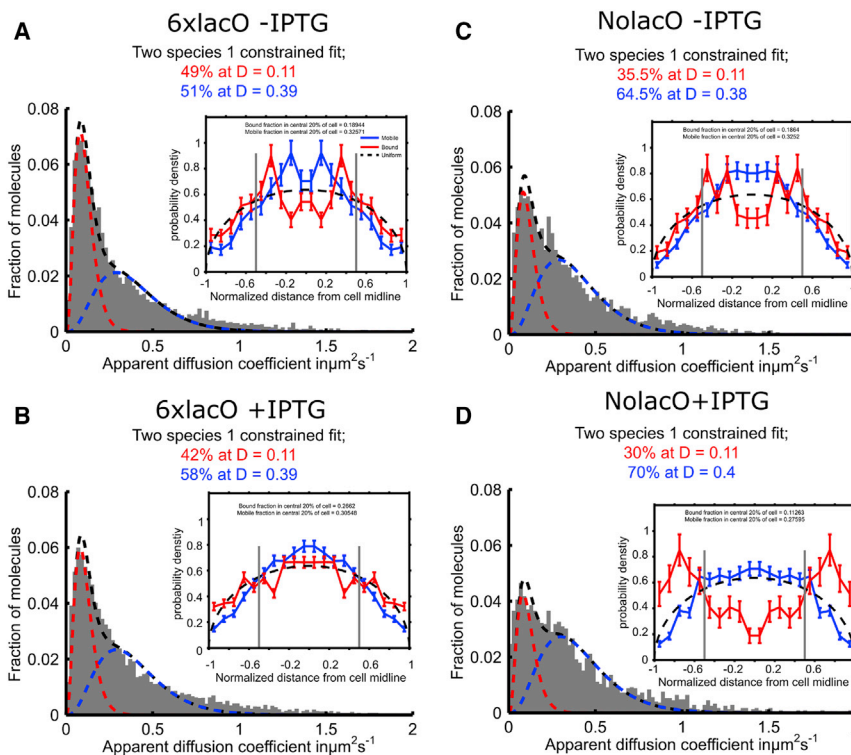 A
6xlacO -IPTG
Two species 1 constrained fit;
49% at D = 0.11
51% at D = 0.39
0.08
0.06
0.04
0.02
0
Fraction of molecules
0
0.5
1
1.5
2
Apparent diffusion coefficient inµm²s⁻¹
Bound fraction in central 20% of cell = 0.18944
Mobile fraction in central 20% of cell = 0.32571
Mobile
Bound
Uniform
probability denstiy
1
0.8
0.6
0.4
0.2
0
-1 -0.6 -0.2 0.2 0.6 1
Normalized distance from cell midline
C
NolacO -IPTG
Two species 1 constrained fit;
35.5% at D = 0.11
64.5% at D = 0.38
0.08
0.06
0.04
0.02
0
Fraction of molecules
0
0.5
1
1.5
Apparent diffusion coefficient inµm²s⁻¹
Bound fraction in central 20% of cell = 0.1864
Mobile fraction in central 20% of cell = 0.3252
probability denstiy
1
0.8
0.6
0.4
0.2
0
-1 -0.6 -0.2 0.2 0.6
Normalized distance from cell midline
B
6xlacO +IPTG
Two species 1 constrained fit;
42% at D = 0.11
58% at D = 0.39
0.08
0.06
0.04
0.02
0
Fraction of molecules
0
0.5
1
1.5
2
Apparent diffusion coefficient inµm²s⁻¹
Bound fraction in central 20% of cell = 0.2662
Mobile fraction in central 20% of cell = 0.30548
probability denstiy
1
0.8
0.6
0.4
0.2
0
-1 -0.6 -0.2 0.2 0.6 1
Normalized distance from cell midline
D
NolacO+IPTG
Two species 1 constrained fit;
30% at D = 0.11
70% at D = 0.4
0.08
0.06
0.04
0.02
0
Fraction of molecules
0
0.5
1
1.5
Apparent diffusion coefficient inµm²s⁻¹
Bound fraction in central 20% of cell = 0.11263
Mobile fraction in central 20% of cell = 0.27595
probability denstiy
1
0.8
0.6
0.4
0.2
0
-1 -0.6 -0.2 0.2 0.6
Normalized distance from cell midline